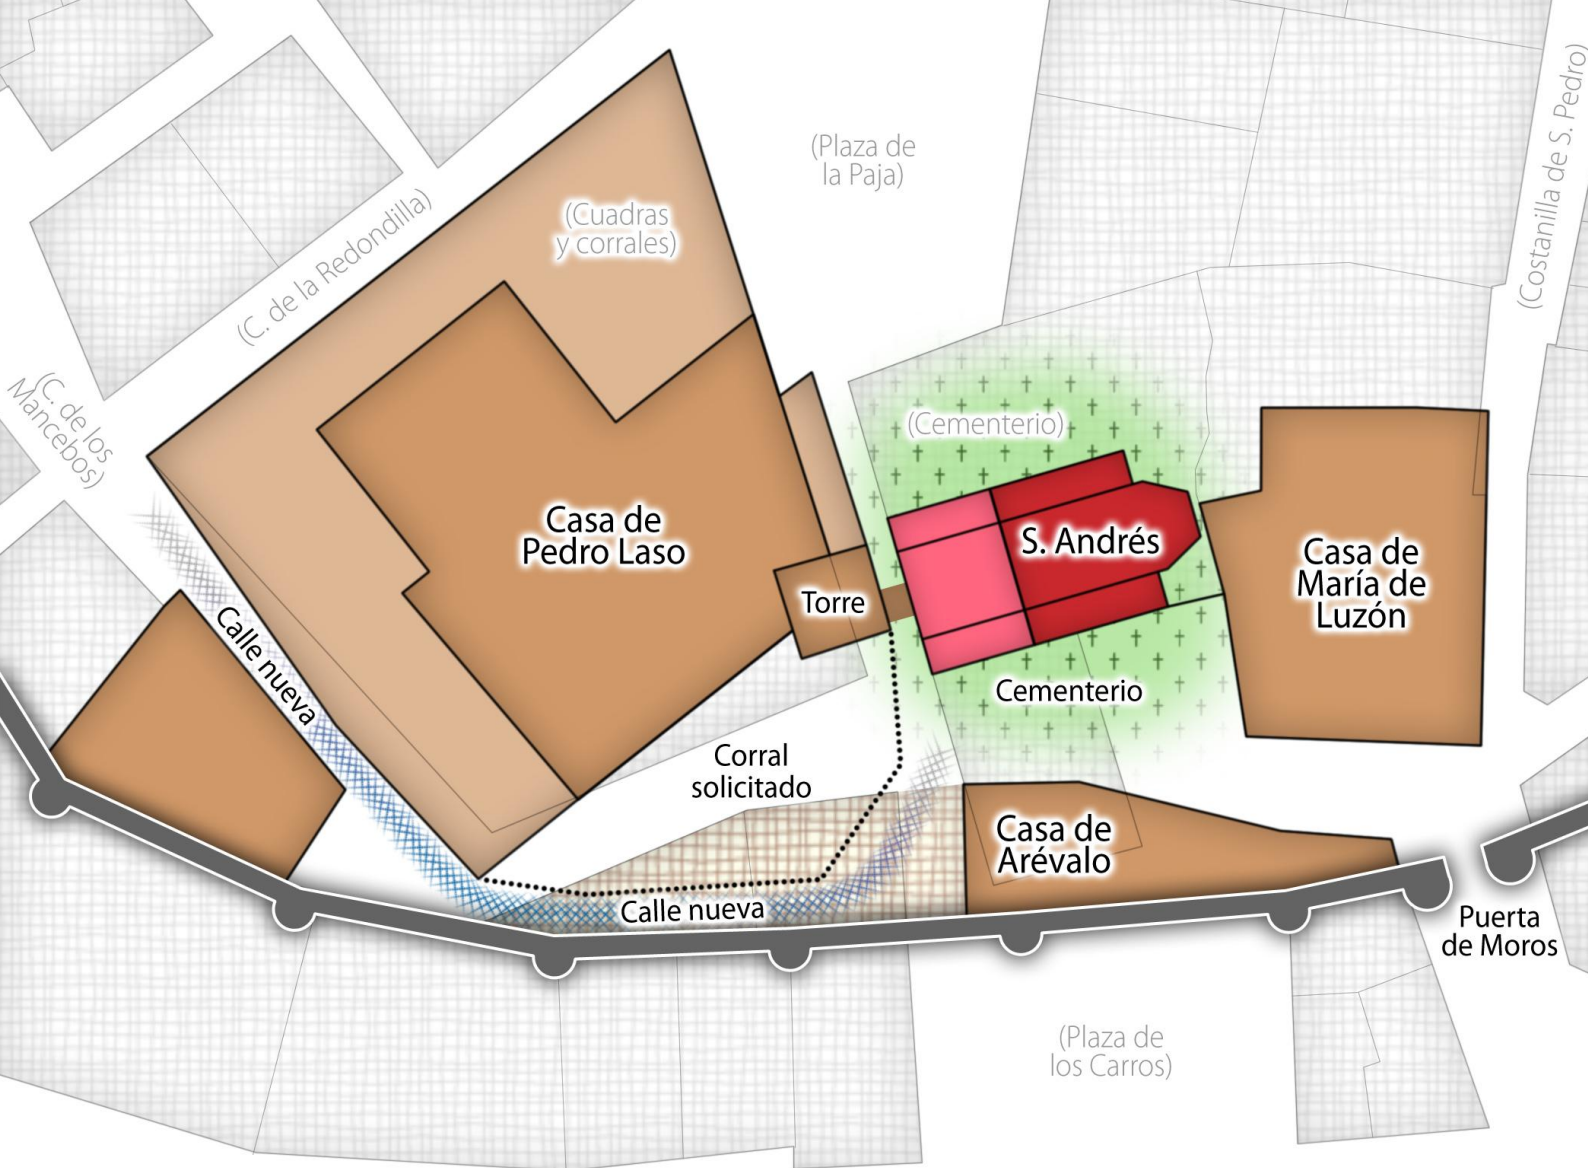 (Plaza de
la Paja)
(Costanilla de S. Pedro)
(Cuadras
y corrales)
(C. de la Redondilla)
(C. de los
Mancebos)
(Cementerio)
Casa de
Pedro Laso
S. Andrés
Casa de
María de
Luzón
Torre
Calle nueva
Cementerio
Corral
solicitado
Casa de
Arévalo
Calle nueva
Puerta
de Moros
(Plaza de
los Carros)